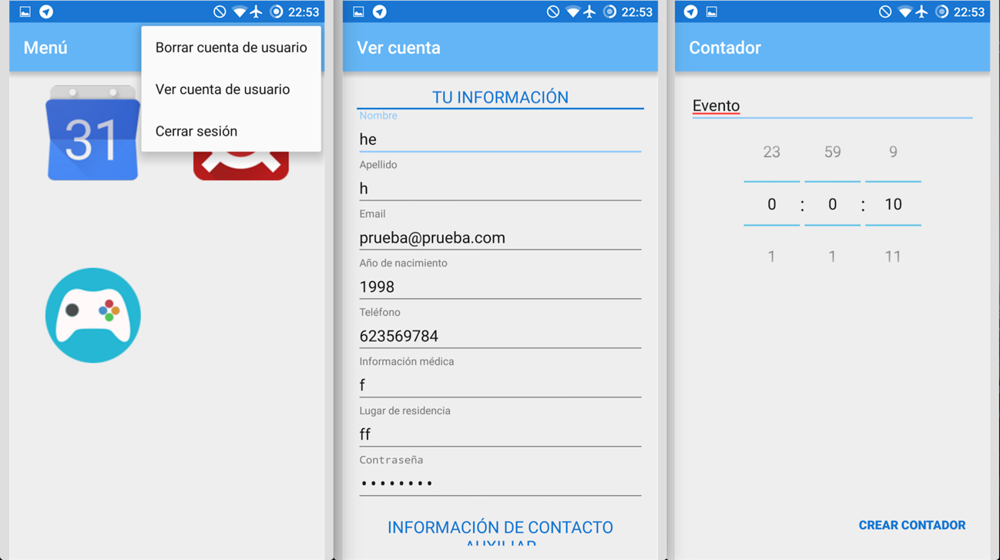 22:53
Menú
Borrar cuenta de usuario
Ver cuenta de usuario
Cerrar sesión
31
22:53
Ver cuenta
TU INFORMACIÓN
Nombre
he
Apellido
h
Email
prueba@prueba.com
Año de nacimiento
1998
Teléfono
623569784
Información médica
f
Lugar de residencia
ff
Contraseña
••••••••
INFORMACIÓN DE CONTACTO
AUXILIAR
22:53
Contador
Evento
23 59 9
0 : 0 : 10
1 1 11
CREAR CONTADOR